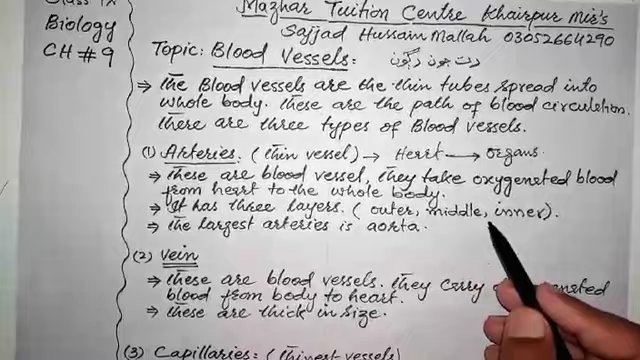 Class IX
Mazhar Tuition Centre Khairpur Mir's
Biology
Sajjad Hussain Mallah 03052664290
CH # 9
Topic: Blood Vessels: رت جون رڳون
→ The Blood vessels are the thin tubes spread into
whole body. These are the path of blood circulation.
There are three types of Blood vessels.
(1) Arteries: (thin vessel) → Heart → organs.
→ These are blood vessel, they take oxygented blood
from heart to the whole body.
→ It has three layers. (outer, middle, inner).
→ The largest arteries is aorta.
(2) Vein
→ These are blood vessels. They carry
blood from body to heart.
→ These are thick in size.
(3) Capillaries: (thinest vessels)